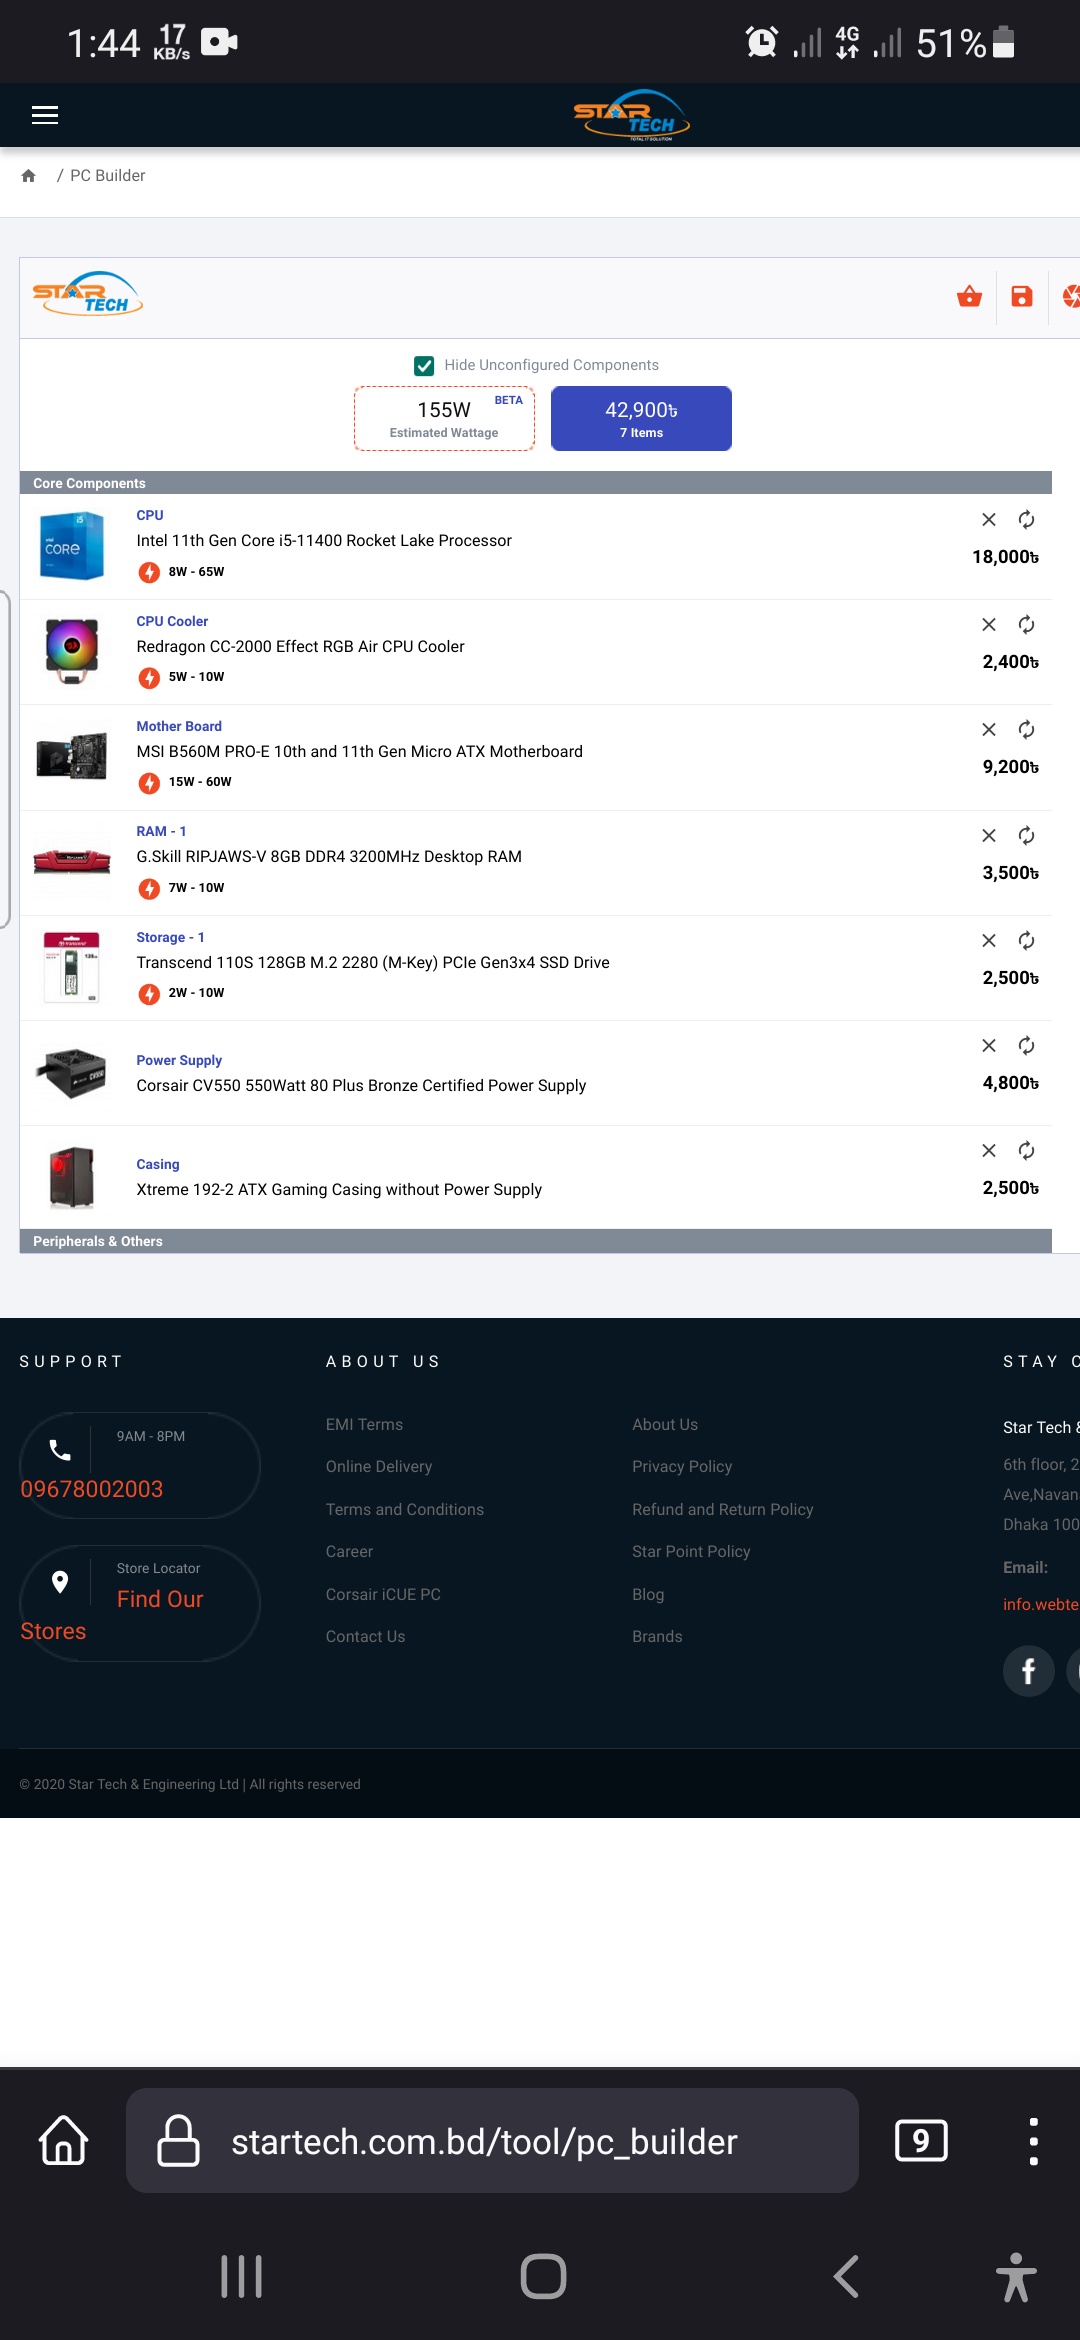 1:44 17 KB/s 4G 51%
STAR TECH
TOTAL IT SOLUTION
/ PC Builder
STAR TECH
Hide Unconfigured Components
155W BETA
Estimated Wattage
42,900৳
7 Items
Core Components
CPU
Intel 11th Gen Core i5-11400 Rocket Lake Processor
8W - 65W
18,000৳
CPU Cooler
Redragon CC-2000 Effect RGB Air CPU Cooler
5W - 10W
2,400৳
Mother Board
MSI B560M PRO-E 10th and 11th Gen Micro ATX Motherboard
15W - 60W
9,200৳
RAM - 1
G.Skill RIPJAWS-V 8GB DDR4 3200MHz Desktop RAM
7W - 10W
3,500৳
Storage - 1
Transcend 110S 128GB M.2 2280 (M-Key) PCIe Gen3x4 SSD Drive
2W - 10W
2,500৳
Power Supply
Corsair CV550 550Watt 80 Plus Bronze Certified Power Supply
4,800৳
Casing
Xtreme 192-2 ATX Gaming Casing without Power Supply
2,500৳
Peripherals & Others
SUPPORT
9AM - 8PM
09678002003
Store Locator
Find Our
Stores
ABOUT US
EMI Terms
Online Delivery
Terms and Conditions
Career
Corsair iCUE PC
Contact Us
About Us
Privacy Policy
Refund and Return Policy
Star Point Policy
Blog
Brands
STAY C
Star Tech &
6th floor, 2
Ave,Navan
Dhaka 100
Email:
info.webte
© 2020 Star Tech & Engineering Ltd | All rights reserved
startech.com.bd/tool/pc_builder
9